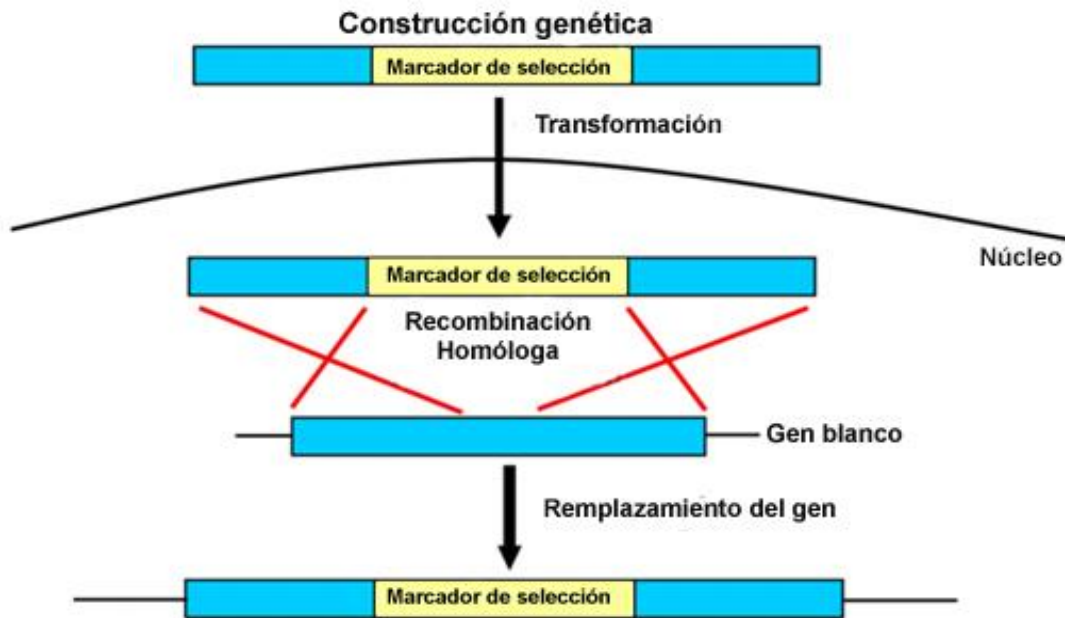 Construcción genética
Marcador de selección
Transformación
Núcleo
Marcador de selección
Recombinación
Homóloga
Gen blanco
Remplazamiento del gen
Marcador de selección